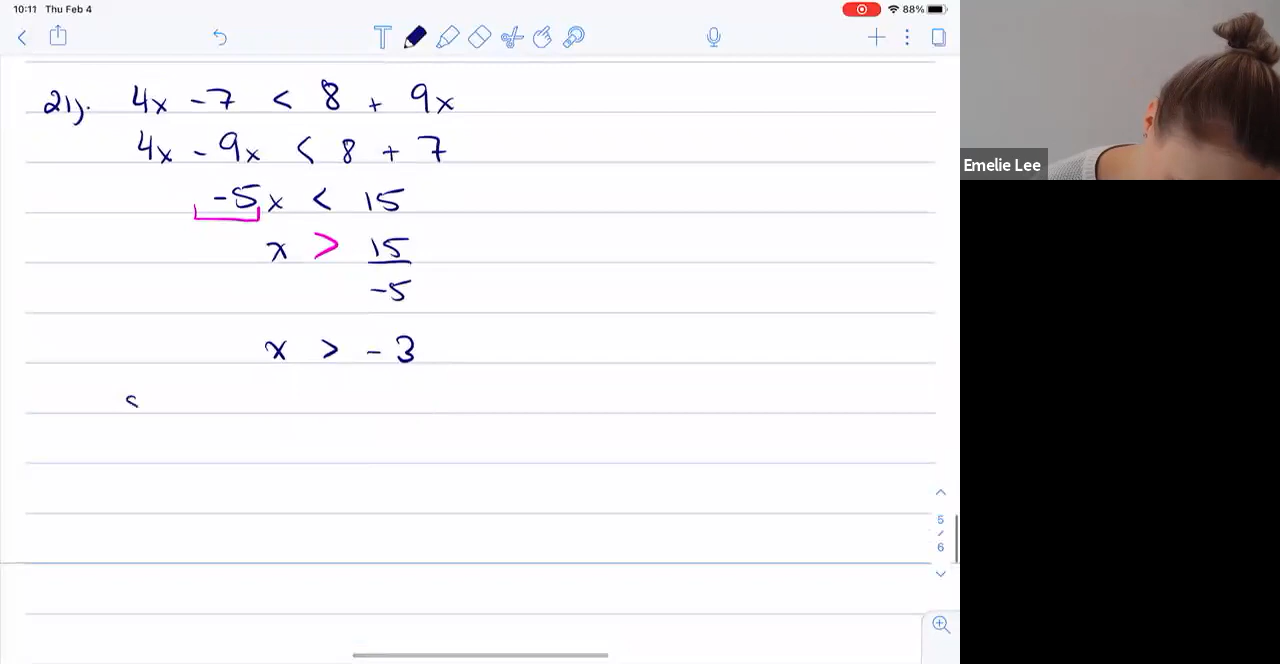 10:11 Thu Feb 4
88%
T
21). 4x - 7 < 8 + 9x
4x - 9x < 8 + 7
-5x < 15
x > 15
-5
x > -3
S
5
/
6
Emelie Lee